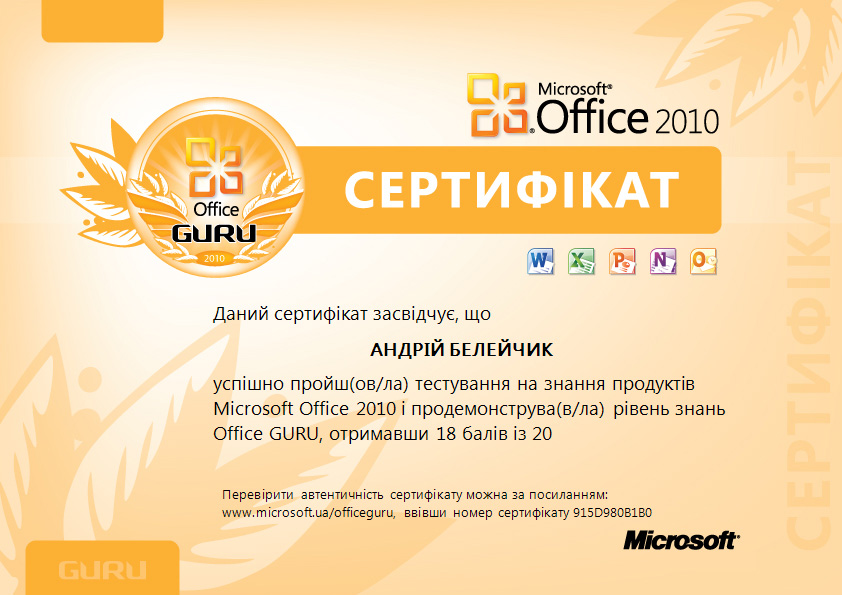 Microsoft®
Office 2010
Office
GURU
2010
СЕРТИФІКАТ
W X P N O
Даний сертифікат засвідчує, що
АНДРІЙ БЕЛЕЙЧИК
успішно пройш(ов/ла) тестування на знання продуктів
Microsoft Office 2010 і продемонструва(в/ла) рівень знань
Office GURU, отримавши 18 балів із 20
Перевірити автентичність сертифікату можна за посиланням:
www.microsoft.ua/officeguru, ввівши номер сертифікату 915D980B1B0
Microsoft®
GURU
СЕРТИФІКАТ